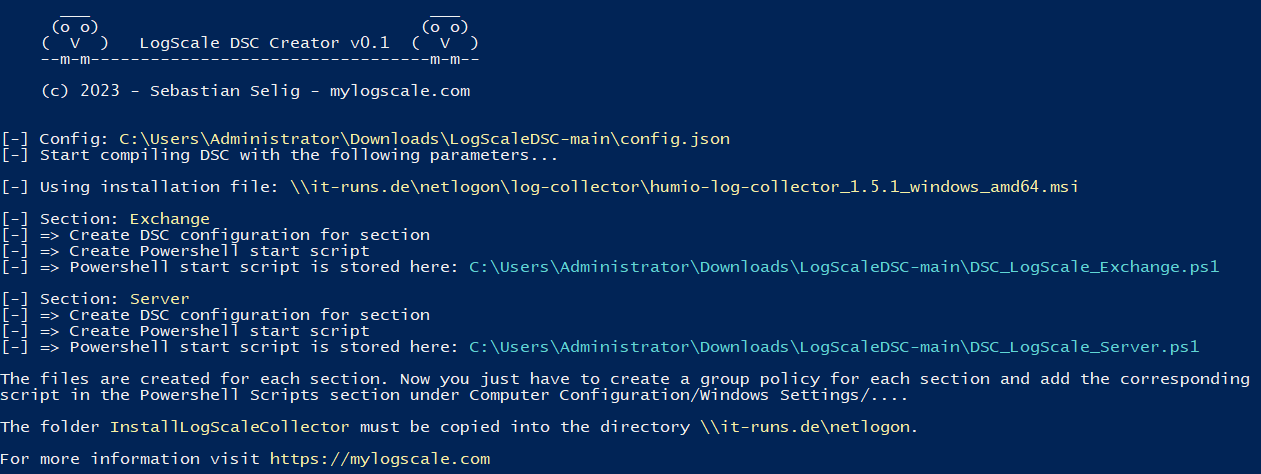 ___                                  ___
 (o o)                                (o o)
(  V  )   LogScale DSC Creator v0.1  (  V  )
--m-m----------------------------------m-m--
(c) 2023 - Sebastian Selig - mylogscale.com
[-] Config: C:\Users\Administrator\Downloads\LogScaleDSC-main\config.json
[-] Start compiling DSC with the following parameters...
[-] Using installation file: \\it-runs.de\netlogon\log-collector\humio-log-collector_1.5.1_windows_amd64.msi
[-] Section: Exchange
[-] => Create DSC configuration for section
[-] => Create Powershell start script
[-] => Powershell start script is stored here: C:\Users\Administrator\Downloads\LogScaleDSC-main\DSC_LogScale_Exchange.ps1
[-] Section: Server
[-] => Create DSC configuration for section
[-] => Create Powershell start script
[-] => Powershell start script is stored here: C:\Users\Administrator\Downloads\LogScaleDSC-main\DSC_LogScale_Server.ps1
The files are created for each section. Now you just have to create a group policy for each section and add the corresponding
script in the Powershell Scripts section under Computer Configuration/Windows Settings/....
The folder InstallLogScaleCollector must be copied into the directory \\it-runs.de\netlogon.
For more information visit https://mylogscale.com